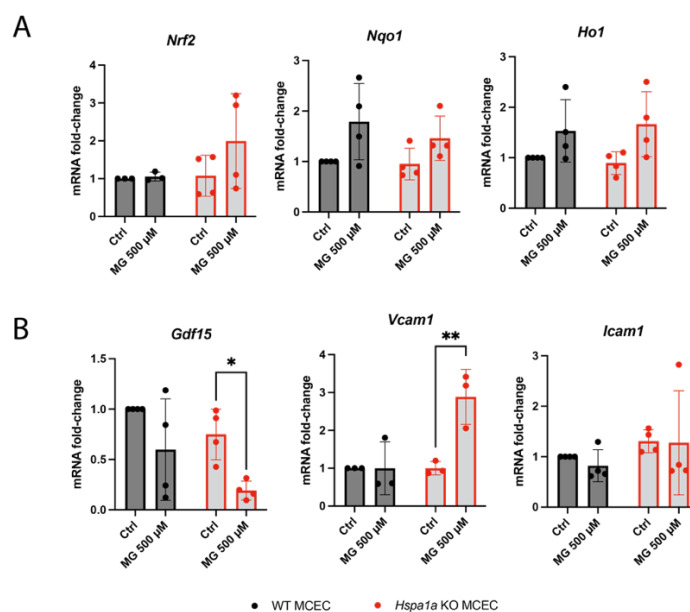 A
Nrf2
Nqo1
Ho1
mRNA fold-change
4
3
2
1
0
Ctrl
MG 500 µM
Ctrl
MG 500 µM
mRNA fold-change
3
2
1
0
Ctrl
MG 500 µM
Ctrl
MG 500 µM
mRNA fold-change
3
2
1
0
Ctrl
MG 500 µM
Ctrl
MG 500 µM
B
Gdf15
Vcam1
Icam1
mRNA fold-change
1.5
1.0
0.5
0.0
*
Ctrl
MG 500 µM
Ctrl
MG 500 µM
mRNA fold-change
4
3
2
1
0
**
Ctrl
MG 500 µM
Ctrl
MG 500 µM
mRNA fold-change
3
2
1
0
Ctrl
MG 500 µM
Ctrl
MG 500 µM
WT MCEC
Hspa1a KO MCEC